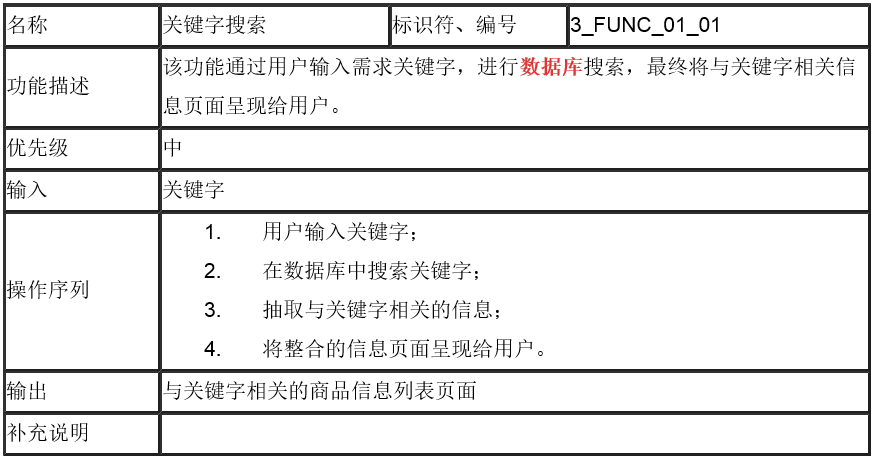 名称 关键字搜索 标识符、编号 3_FUNC_01_01
功能描述 该功能通过用户输入需求关键字，进行数据库搜索，最终将与关键字相关信
息页面呈现给用户。
优先级 中
输入 关键字
操作序列
1. 用户输入关键字；
2. 在数据库中搜索关键字；
3. 抽取与关键字相关的信息；
4. 将整合的信息页面呈现给用户。
输出 与关键字相关的商品信息列表页面
补充说明